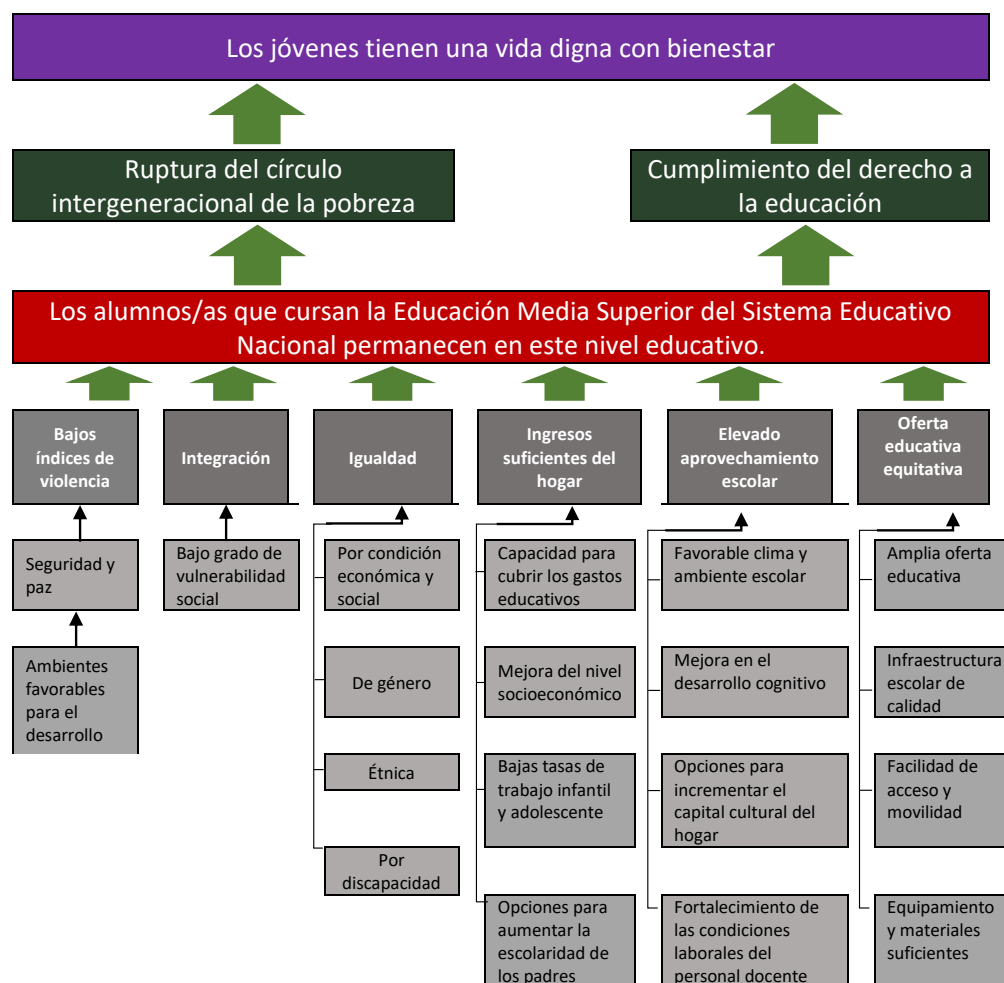 Los jóvenes tienen una vida digna con bienestar
Ruptura del círculo
intergeneracional de la pobreza
Cumplimiento del derecho a
la educación
Los alumnos/as que cursan la Educación Media Superior del Sistema Educativo
Nacional permanecen en este nivel educativo.
Bajos
índices de
violencia
Integración
Igualdad
Ingresos
suficientes del
hogar
Elevado
aprovechamiento
escolar
Oferta
educativa
equitativa
Seguridad y
paz
Bajo grado de
vulnerabilidad
social
Por condición
económica y
social
Capacidad para
cubrir los gastos
educativos
Favorable clima y
ambiente escolar
Amplia oferta
educativa
Ambientes
favorables
para el
desarrollo
De género
Mejora del nivel
socioeconómico
Mejora en el
desarrollo cognitivo
Infraestructura
escolar de
calidad
Étnica
Bajas tasas de
trabajo infantil
y adolescente
Opciones para
incrementar el
capital cultural del
hogar
Facilidad de
acceso y
movilidad
Por
discapacidad
Opciones para
aumentar la
escolaridad de
los padres
Fortalecimiento de
las condiciones
laborales del
personal docente
Equipamiento
y materiales
suficientes